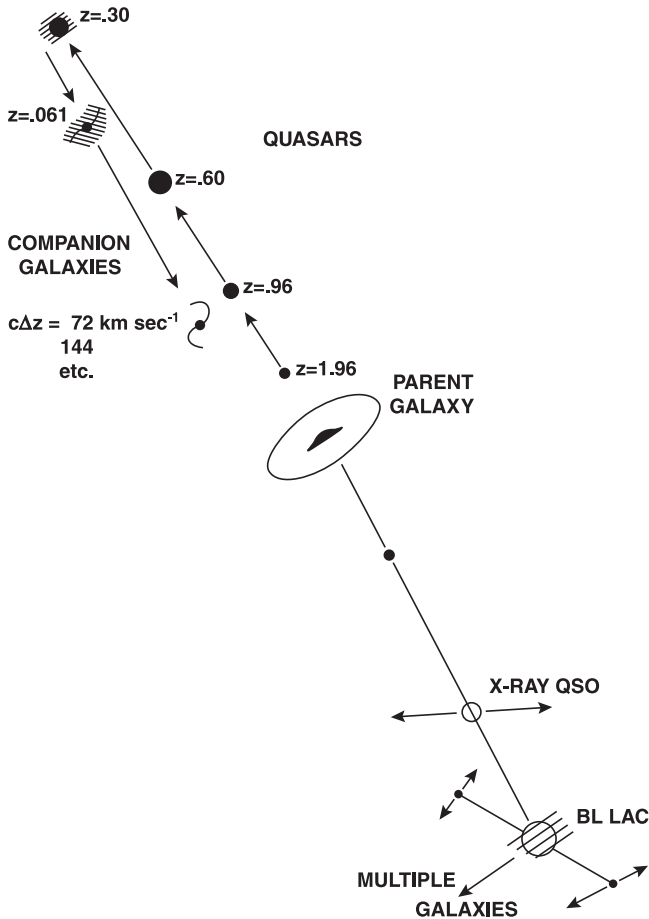 z=.30
z=.061
QUASARS
z=.60
COMPANION
GALAXIES
z=.96
cΔz = 72 km sec⁻¹
144
etc.
z=1.96
PARENT
GALAXY
X-RAY QSO
BL LAC
MULTIPLE
GALAXIES